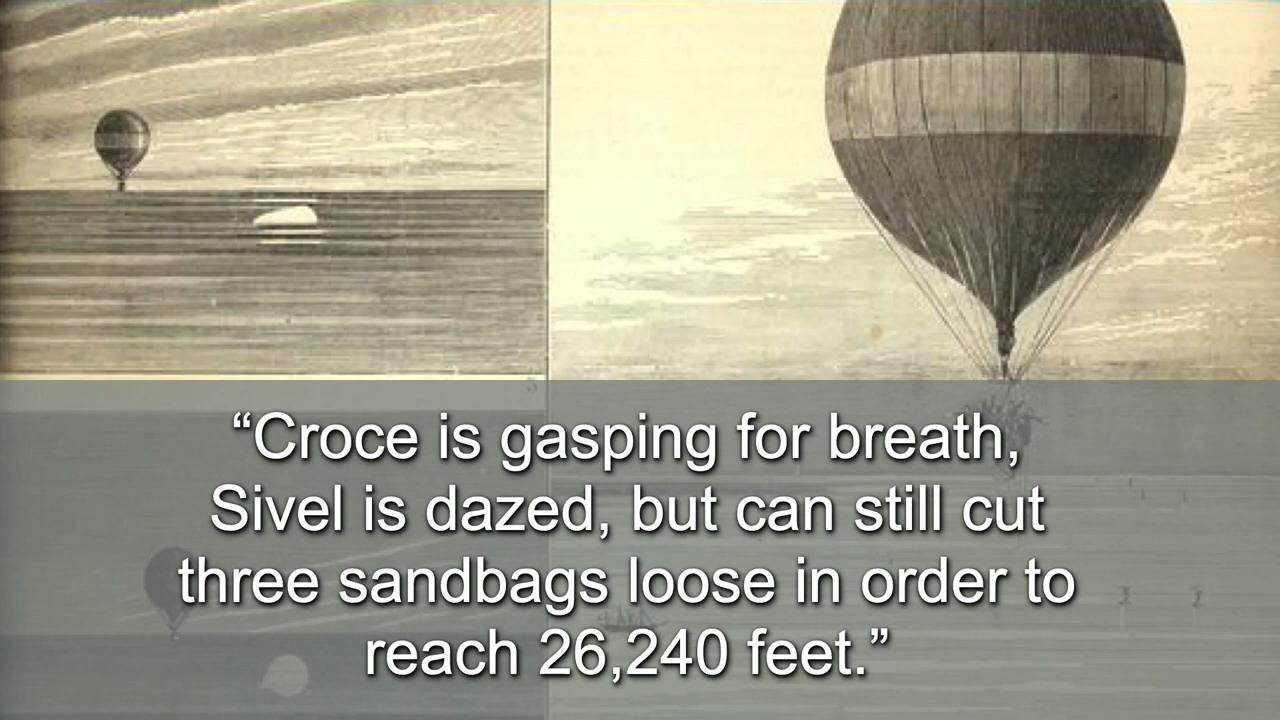 “Croce is gasping for breath,
Sivel is dazed, but can still cut
three sandbags loose in order to
reach 26,240 feet.”